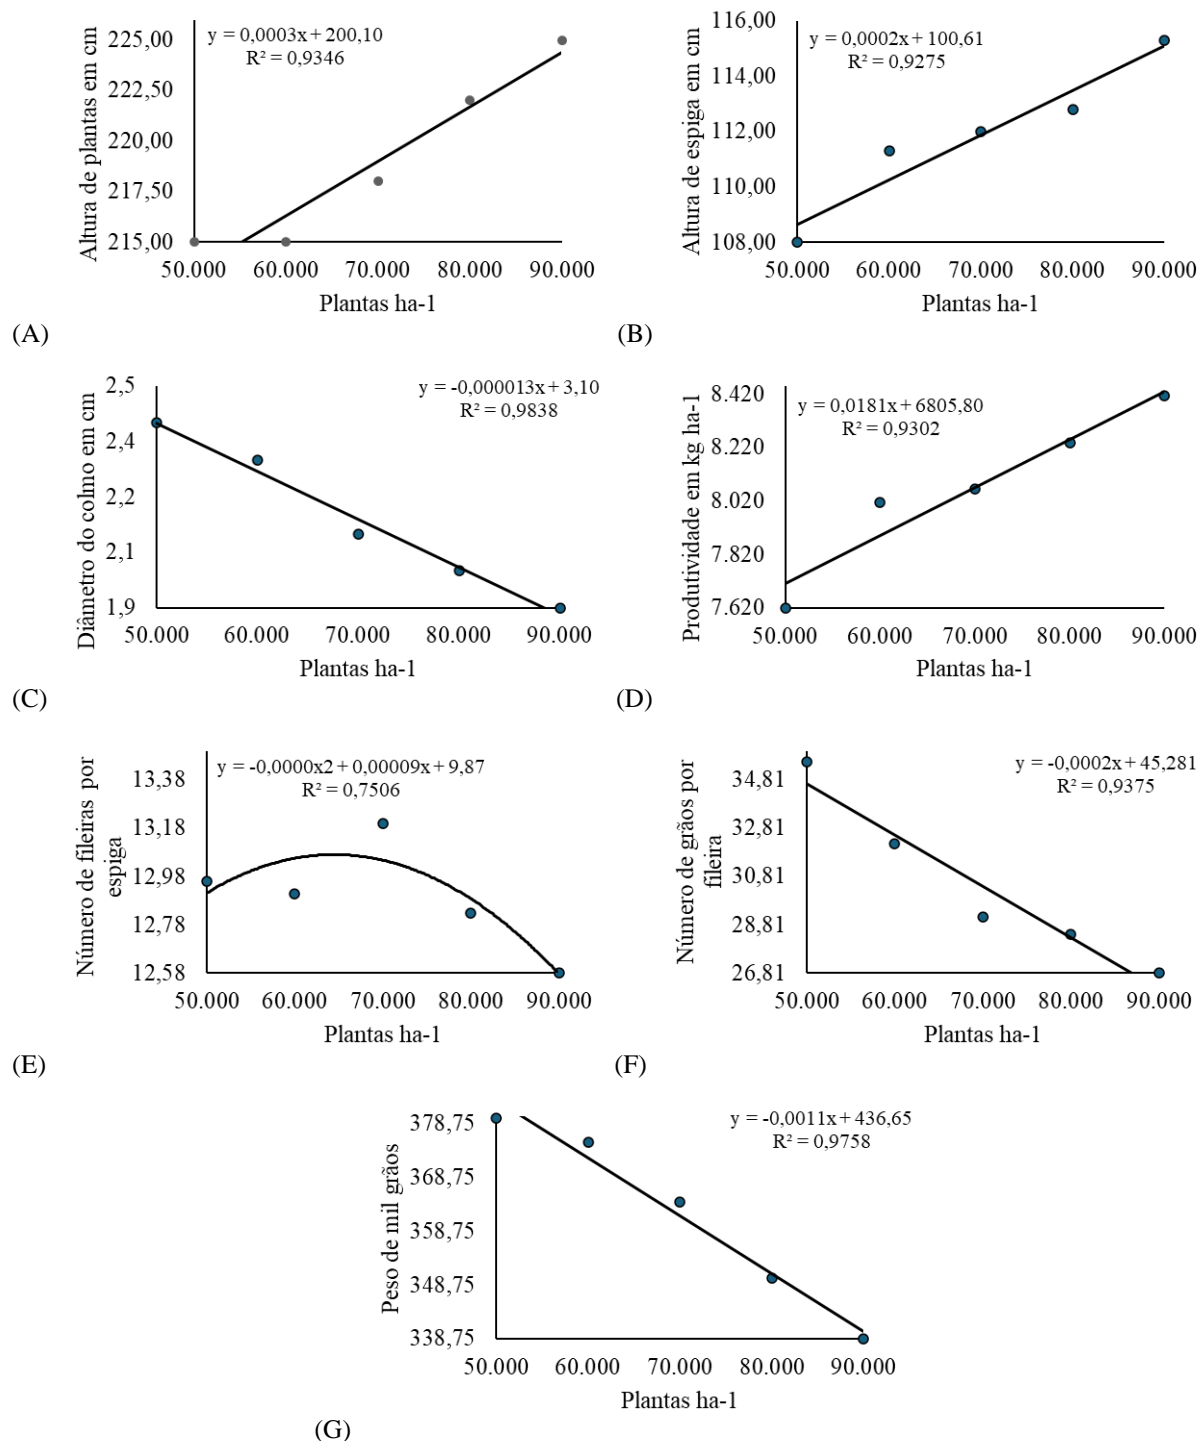 y = 0,0003x + 200,10
R² = 0,9346
Altura de plantas em cm
225,00
222,50
220,00
217,50
215,00
50.000 60.000 70.000 80.000 90.000
Plantas ha-1
(A)
y = 0,0002x + 100,61
R² = 0,9275
Altura de espiga em cm
116,00
114,00
112,00
110,00
108,00
50.000 60.000 70.000 80.000 90.000
Plantas ha-1
(B)
y = -0,000013x + 3,10
R² = 0,9838
Diâmetro do colmo em cm
2,5
2,4
2,2
2,1
1,9
50.000 60.000 70.000 80.000 90.000
Plantas ha-1
(C)
y = 0,0181x + 6805,80
R² = 0,9302
Produtividade em kg ha-1
8.420
8.220
8.020
7.820
7.620
50.000 60.000 70.000 80.000 90.000
Plantas ha-1
(D)
y = -0,0000x2 + 0,00009x + 9,87
R² = 0,7506
Número de fileiras por
espiga
13,38
13,18
12,98
12,78
12,58
50.000 60.000 70.000 80.000 90.000
Plantas ha-1
(E)
y = -0,0002x + 45,281
R² = 0,9375
Número de grãos por
fileira
34,81
32,81
30,81
28,81
26,81
50.000 60.000 70.000 80.000 90.000
Plantas ha-1
(F)
y = -0,0011x + 436,65
R² = 0,9758
Peso de mil grãos
378,75
368,75
358,75
348,75
338,75
50.000 60.000 70.000 80.000 90.000
Plantas ha-1
(G)